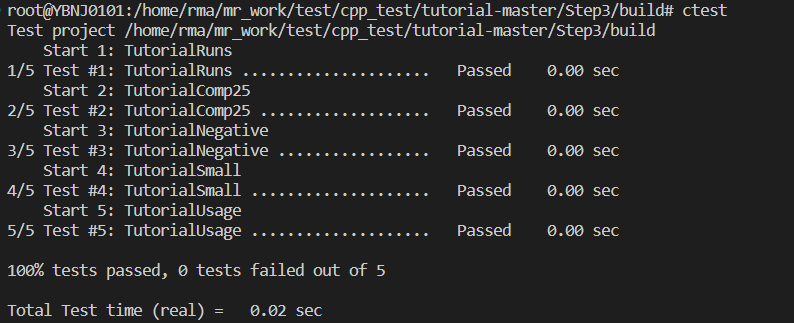 root@YBNJ0101:/home/rma/mr_work/test/cpp_test/tutorial-master/Step3/build# ctest
Test project /home/rma/mr_work/test/cpp_test/tutorial-master/Step3/build
    Start 1: TutorialRuns
1/5 Test #1: TutorialRuns .....................   Passed    0.00 sec
    Start 2: TutorialComp25
2/5 Test #2: TutorialComp25 ...................   Passed    0.00 sec
    Start 3: TutorialNegative
3/5 Test #3: TutorialNegative .................   Passed    0.00 sec
    Start 4: TutorialSmall
4/5 Test #4: TutorialSmall ....................   Passed    0.00 sec
    Start 5: TutorialUsage
5/5 Test #5: TutorialUsage ....................   Passed    0.00 sec

100% tests passed, 0 tests failed out of 5

Total Test time (real) =   0.02 sec